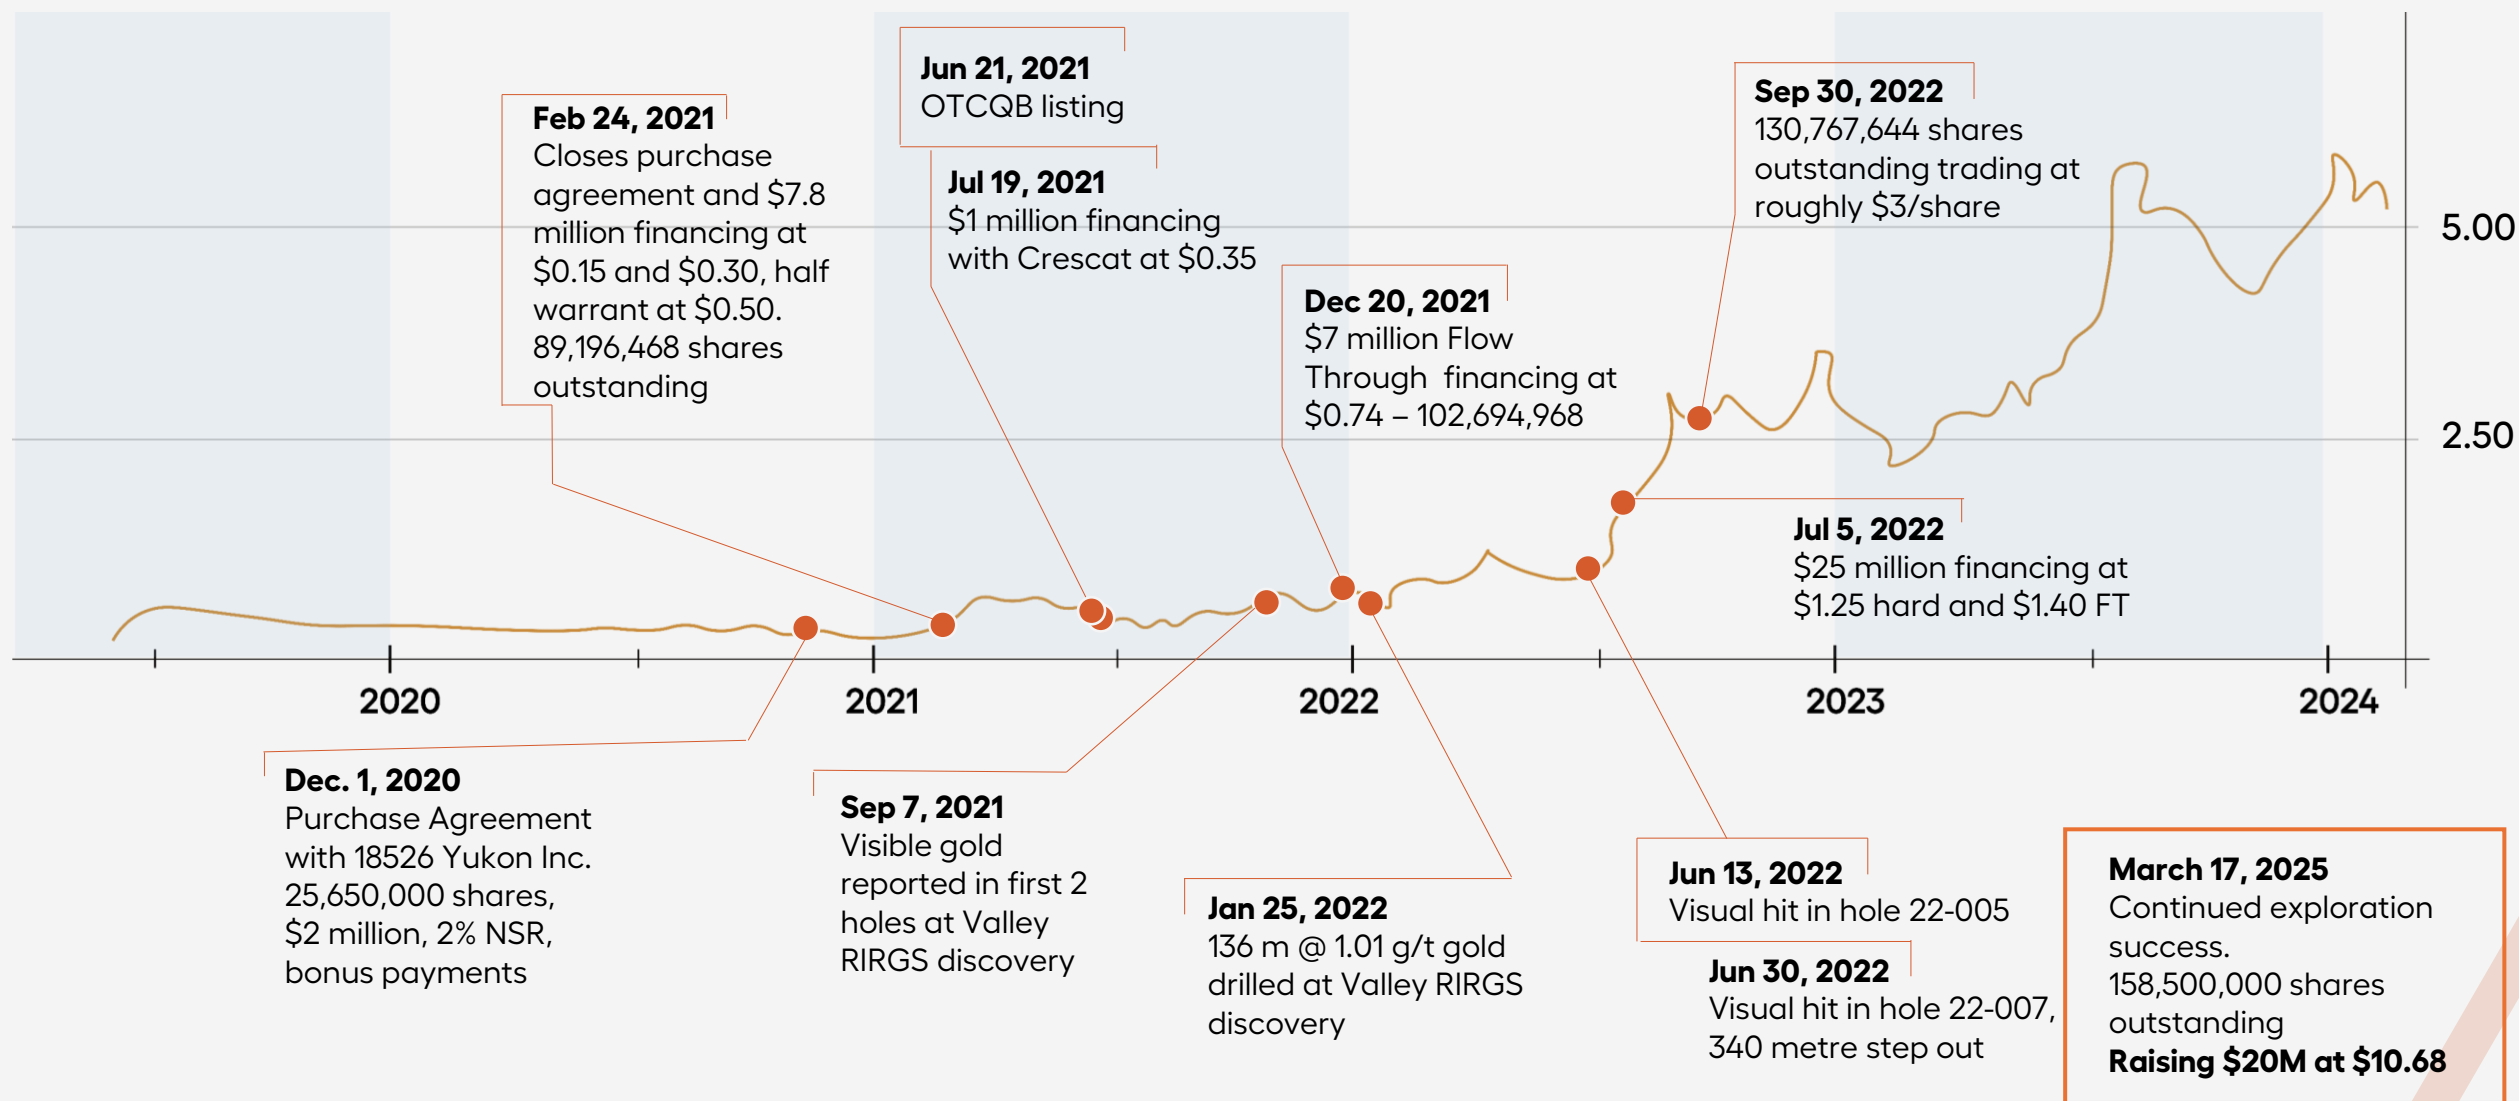 Jun 21, 2021
OTCQB listing
Feb 24, 2021
Closes purchase
agreement and $7.8
million financing at
$0.15 and $0.30, half
warrant at $0.50.
89,196,468 shares
outstanding
Jul 19, 2021
$1 million financing
with Crescat at $0.35
Dec 20, 2021
$7 million Flow
Through  financing at
$0.74 – 102,694,968
Sep 30, 2022
130,767,644 shares
outstanding trading at
roughly $3/share
5.00
2.50
Jul 5, 2022
$25 million financing at
$1.25 hard and $1.40 FT
2020
2021
2022
2023
2024
Dec. 1, 2020
Purchase Agreement
with 18526 Yukon Inc.
25,650,000 shares,
$2 million, 2% NSR,
bonus payments
Sep 7, 2021
Visible gold
reported in first 2
holes at Valley
RIRGS discovery
Jan 25, 2022
136 m @ 1.01 g/t gold
drilled at Valley RIRGS
discovery
Jun 13, 2022
Visual hit in hole 22-005
Jun 30, 2022
Visual hit in hole 22-007,
340 metre step out
March 17, 2025
Continued exploration
success.
158,500,000 shares
outstanding
Raising $20M at $10.68